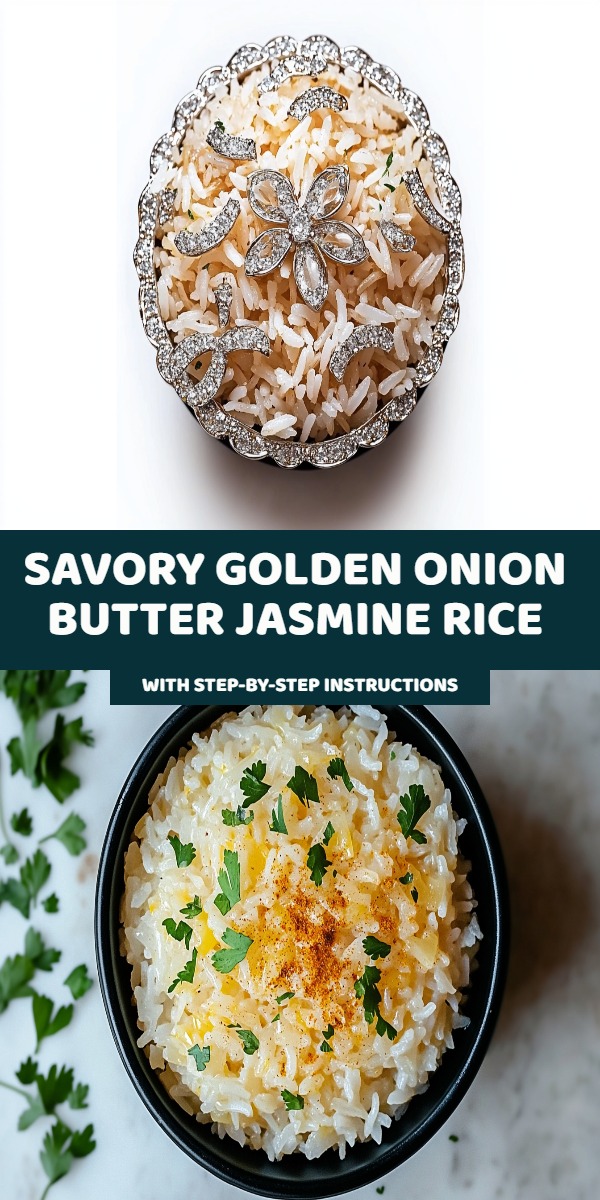 SAVORY GOLDEN ONION
BUTTER JASMINE RICE
WITH STEP-BY-STEP INSTRUCTIONS